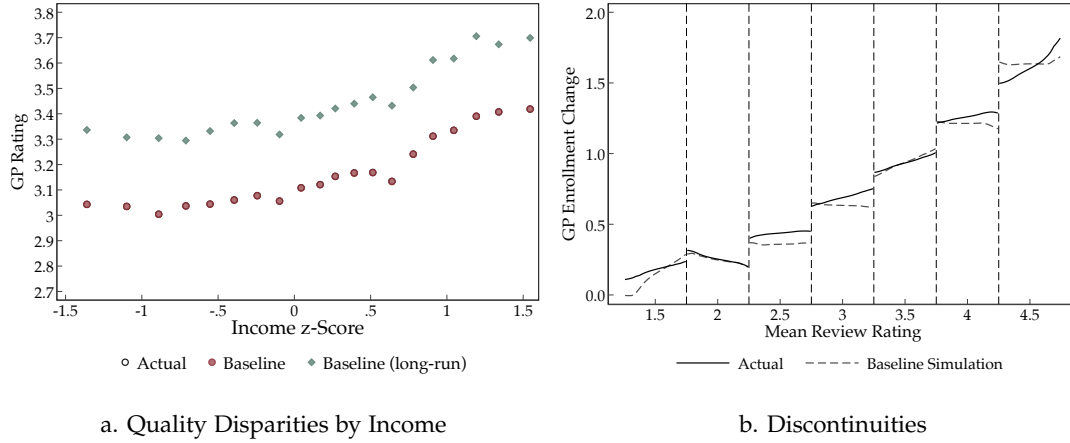 3.8
3.7
3.6
3.5
3.4
3.3
3.2
3.1
3
2.9
2.8
2.7
GP Rating
-1.5 -1 -.5 0 .5 1 1.5
Income z-Score
Actual Baseline Baseline (long-run)
a. Quality Disparities by Income
2.0
1.5
1.0
0.5
0.0
GP Enrollment Change
1.5 2 2.5 3 3.5 4 4.5
Mean Review Rating
Actual Baseline Simulation
b. Discontinuities